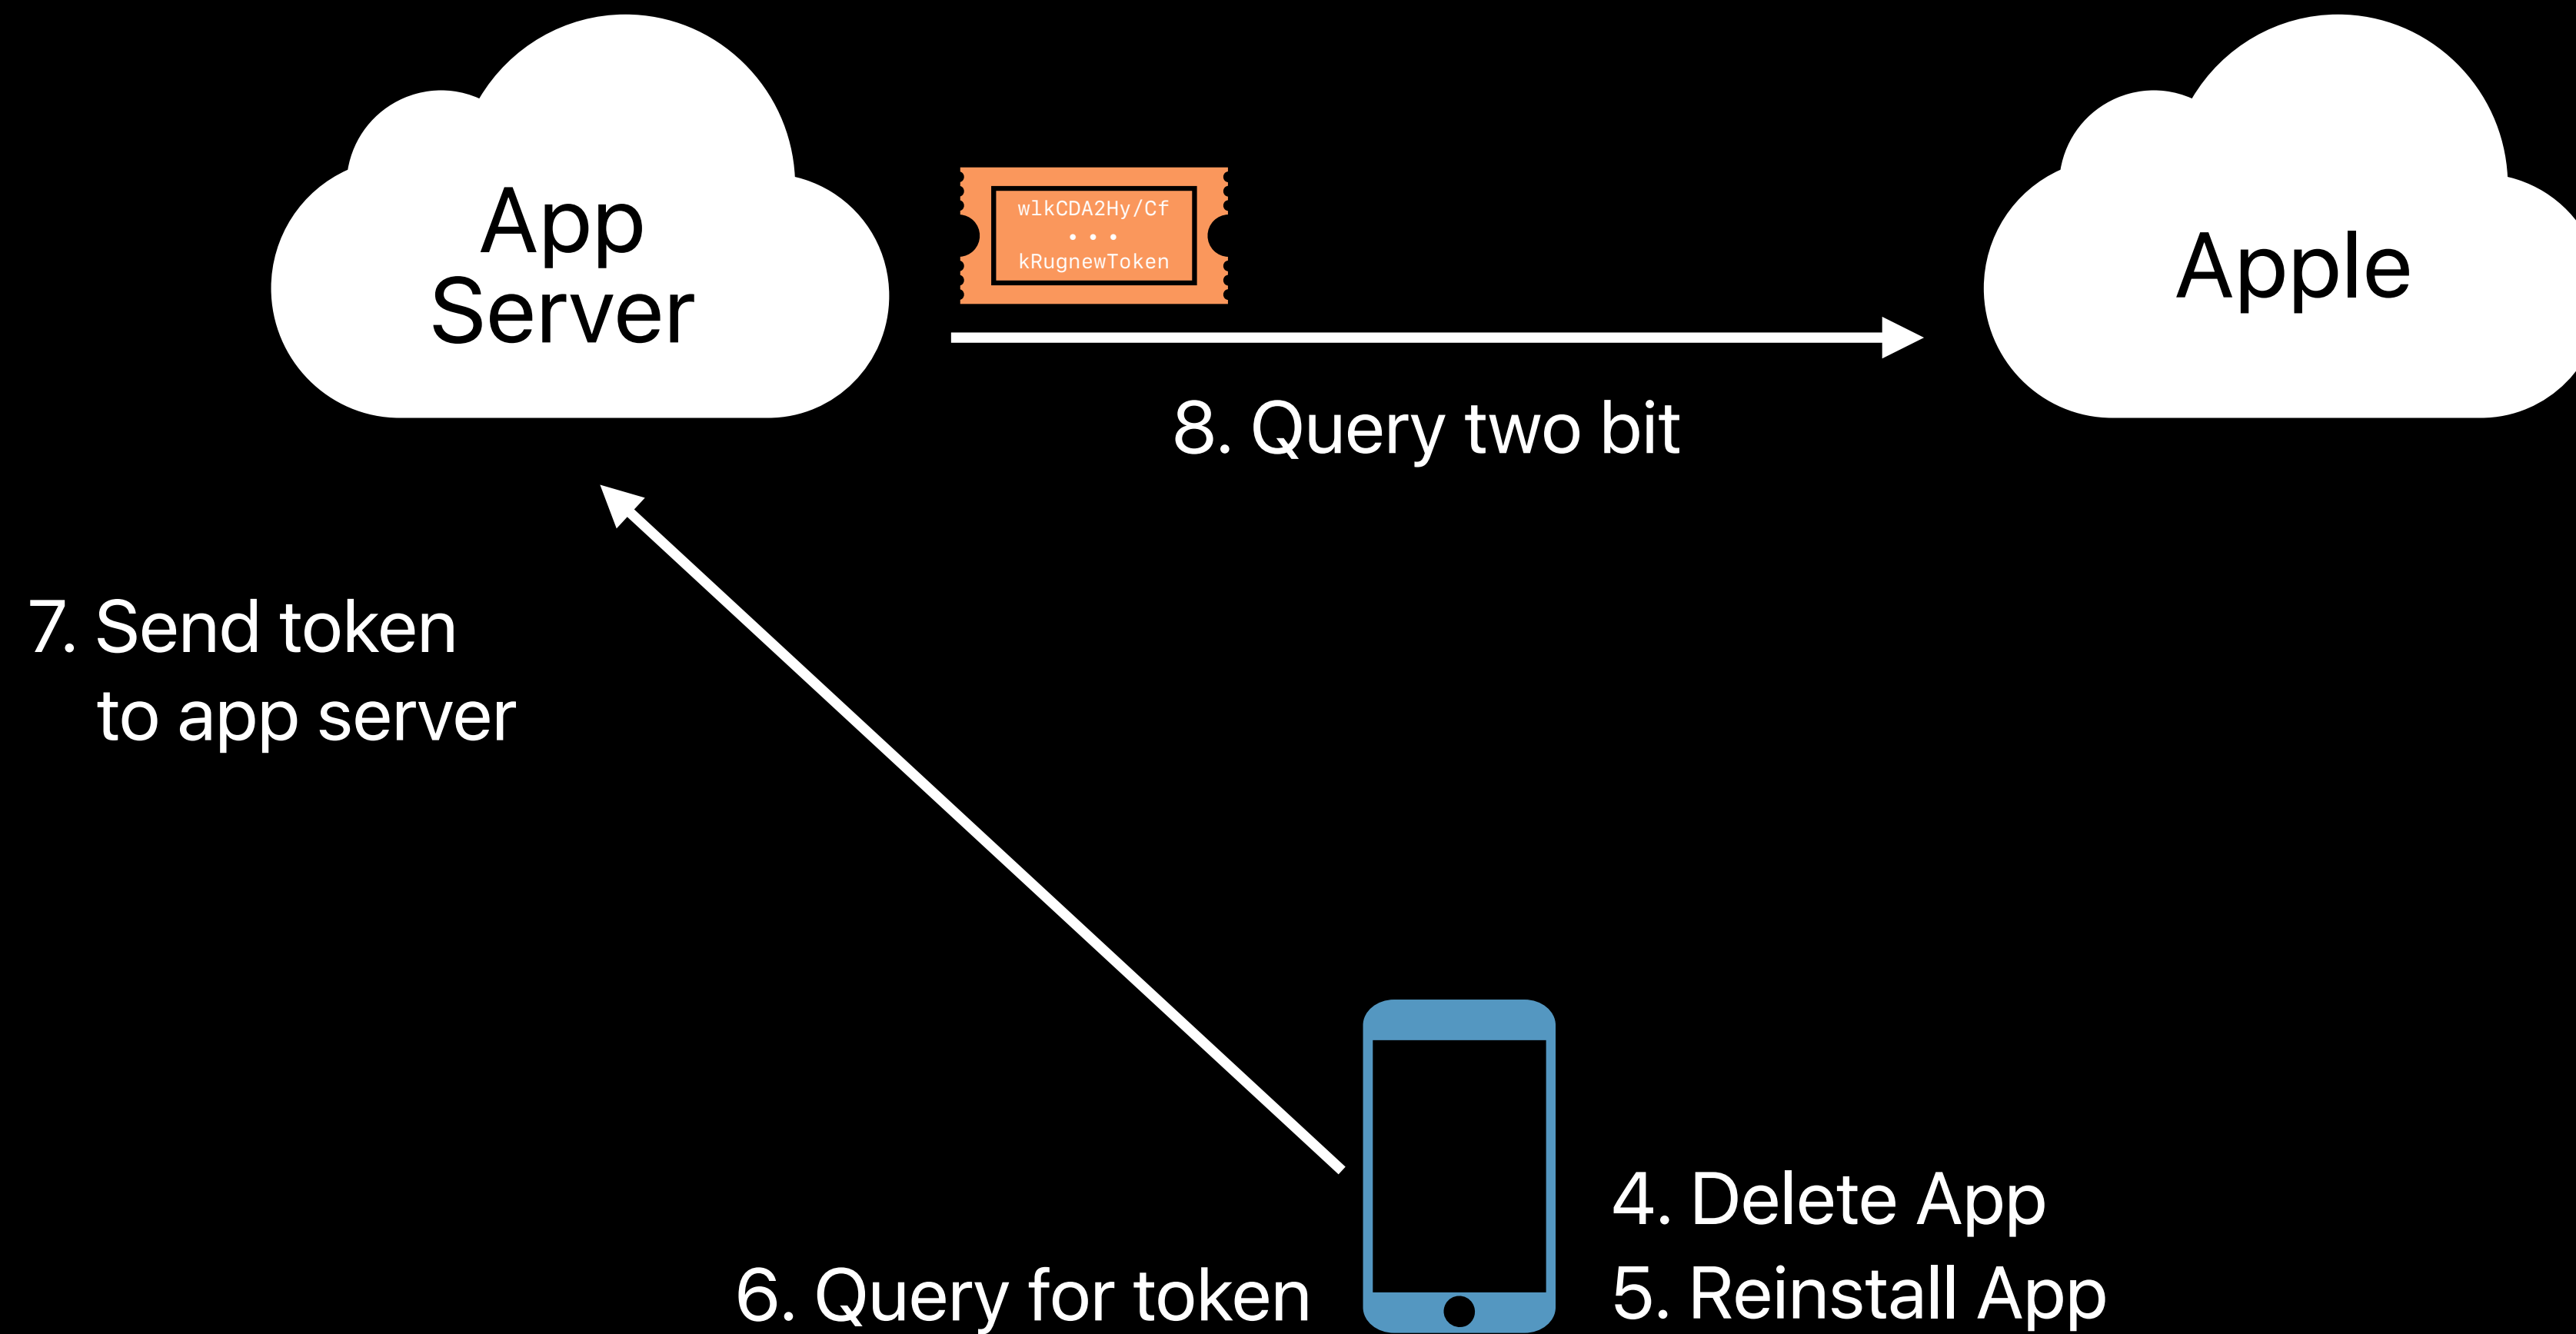 App
Server
wlkCDA2Hy/Cf
• • •
kRugnewToken
Apple
8. Query two bit
7. Send token
to app server
4. Delete App
6. Query for token
5. Reinstall App